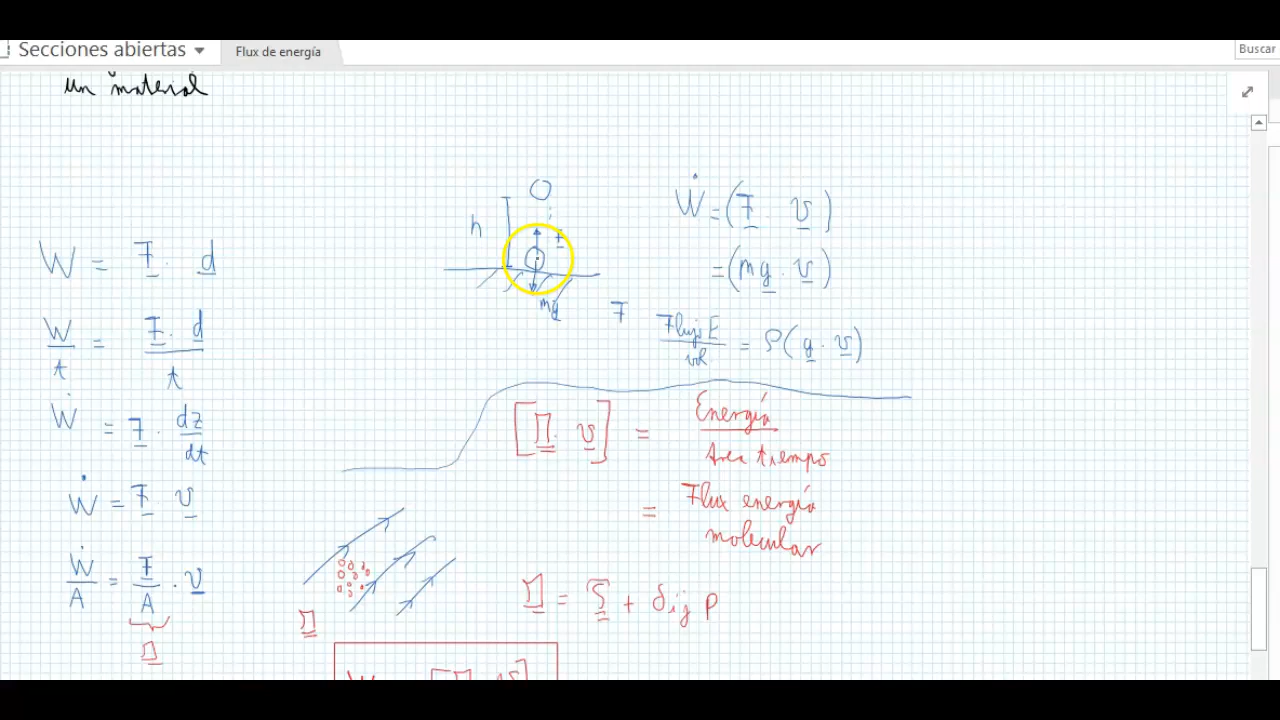 Secciones abiertas
Flux de energía
Buscar
un material
W = F · d
W/t = F · d / t
Ẇ = F · dz/dt
Ẇ = F · v
Ẇ/A = F/A · v
Π
h
F
mg
F
Ẇ = (F · v)
= (mg · v)
Flujo E / vol = ρ(g · v)
[Π · v] = Energía / Area tiempo
= Flux energía
molecular
Π
Π = τ + δij p